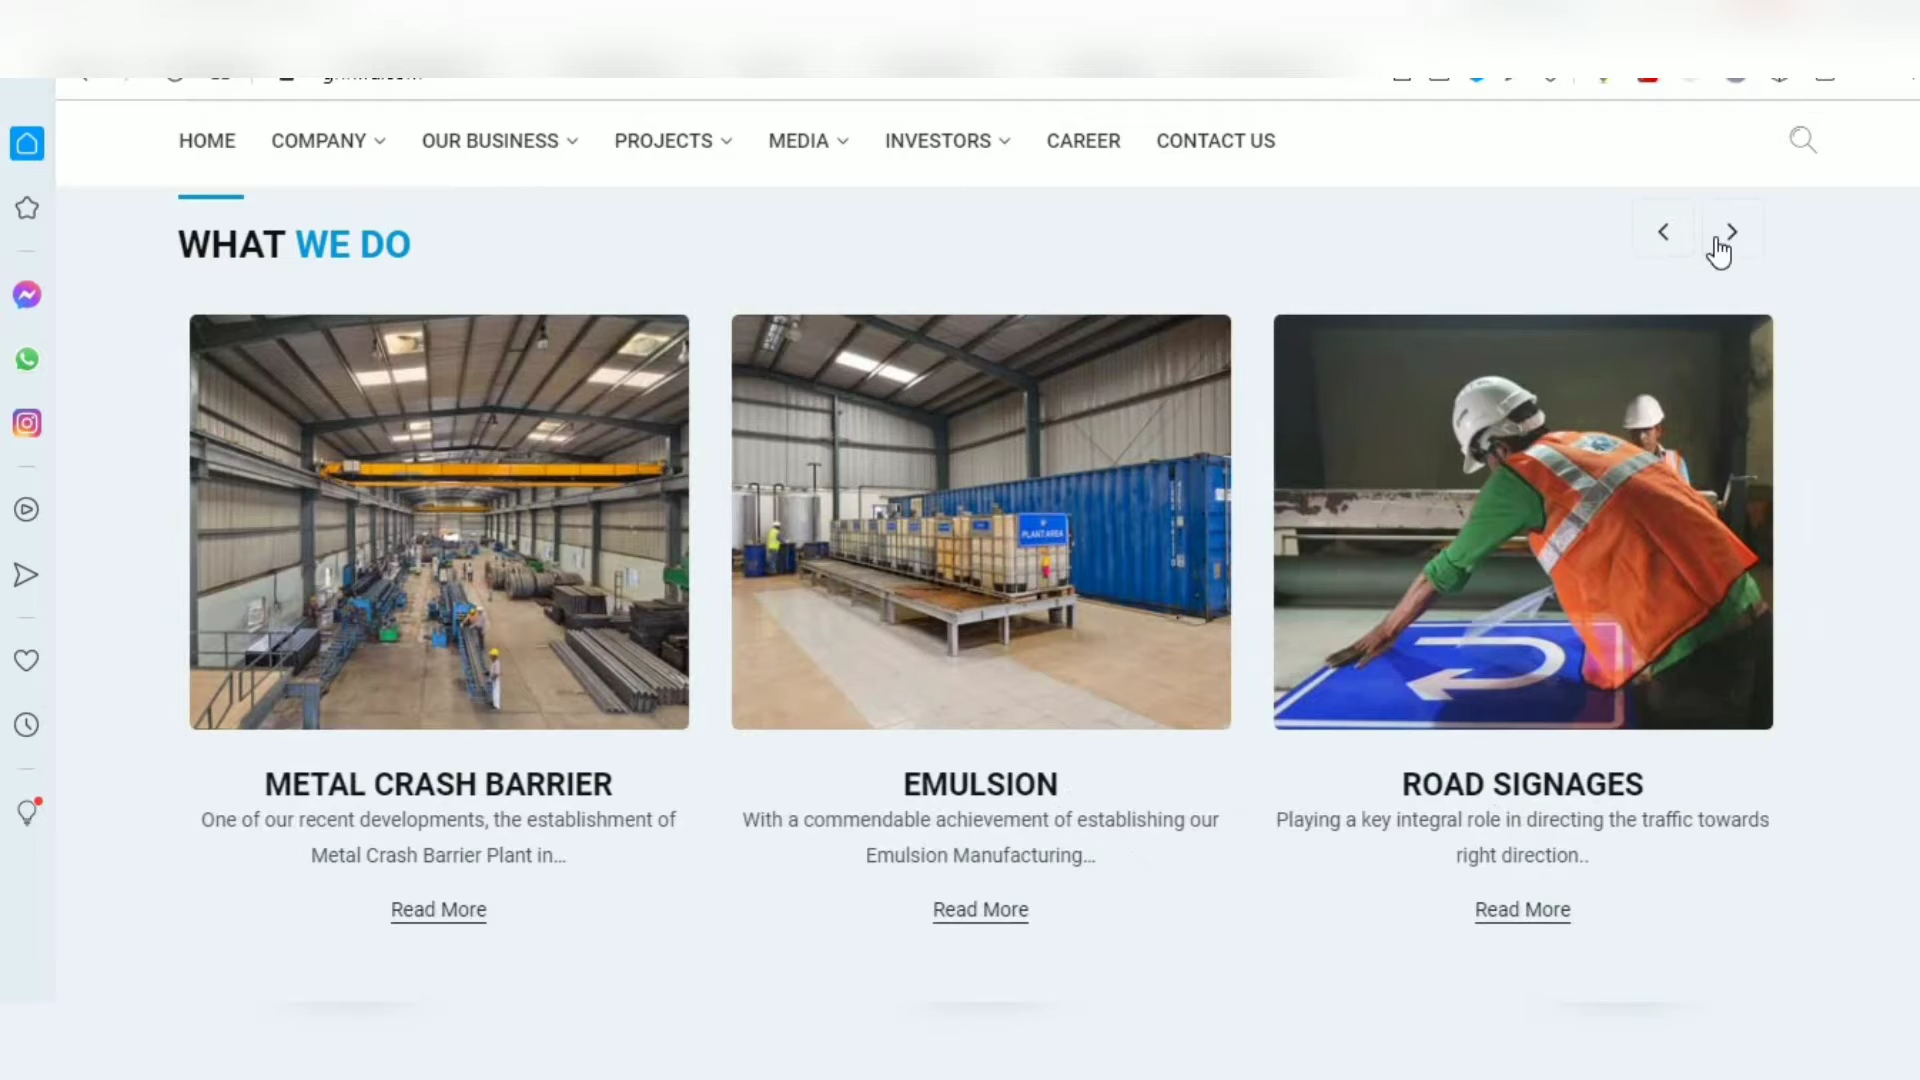 HOME COMPANY OUR BUSINESS PROJECTS MEDIA INVESTORS CAREER CONTACT US
WHAT WE DO
PLANT AREA
METAL CRASH BARRIER
One of our recent developments, the establishment of
Metal Crash Barrier Plant in...
Read More
EMULSION
With a commendable achievement of establishing our
Emulsion Manufacturing...
Read More
ROAD SIGNAGES
Playing a key integral role in directing the traffic towards
right direction..
Read More